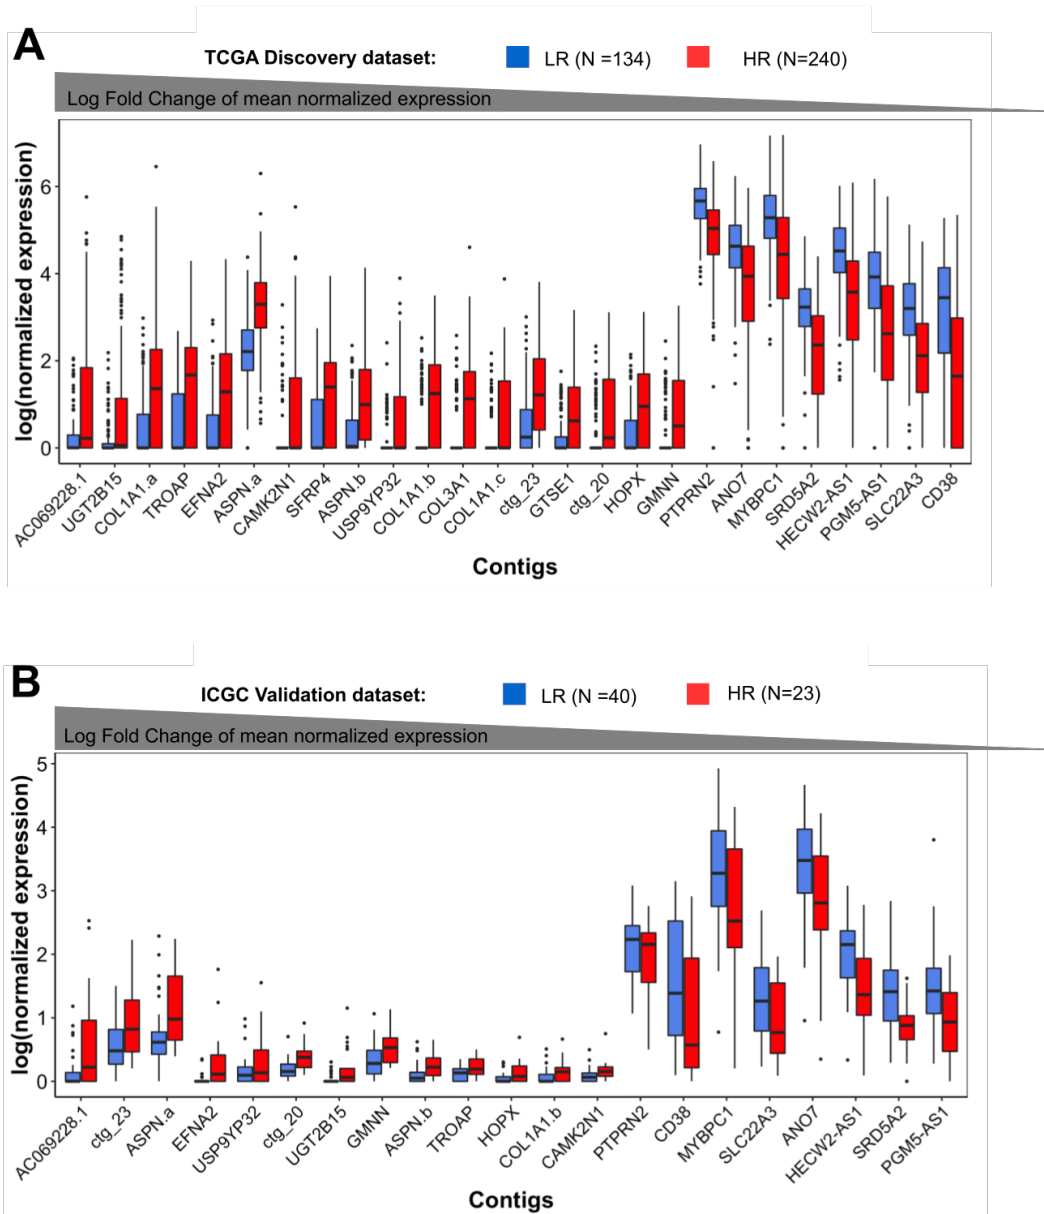 A
TCGA Discovery dataset: LR (N =134) HR (N=240)
Log Fold Change of mean normalized expression
log(normalized expression)
6
4
2
0
AC069228.1 UGT2B15 COL1A1.a TROAP EFNA2 ASPN.a CAMK2N1 SFRP4 ASPN.b USP9YP32 COL1A1.b COL3A1 COL1A1.c ctg_23 GTSE1 ctg_20 HOPX GMNN PTPRN2 ANO7 MYBPC1 SRD5A2 HECW2-AS1 PGM5-AS1 SLC22A3 CD38
Contigs
B
ICGC Validation dataset: LR (N =40) HR (N=23)
Log Fold Change of mean normalized expression
log(normalized expression)
5
4
3
2
1
0
AC069228.1 ctg_23 ASPN.a EFNA2 USP9YP32 ctg_20 UGT2B15 GMNN ASPN.b TROAP HOPX COL1A1.b CAMK2N1 PTPRN2 CD38 MYBPC1 SLC22A3 ANO7 HECW2-AS1 SRD5A2 PGM5-AS1
Contigs